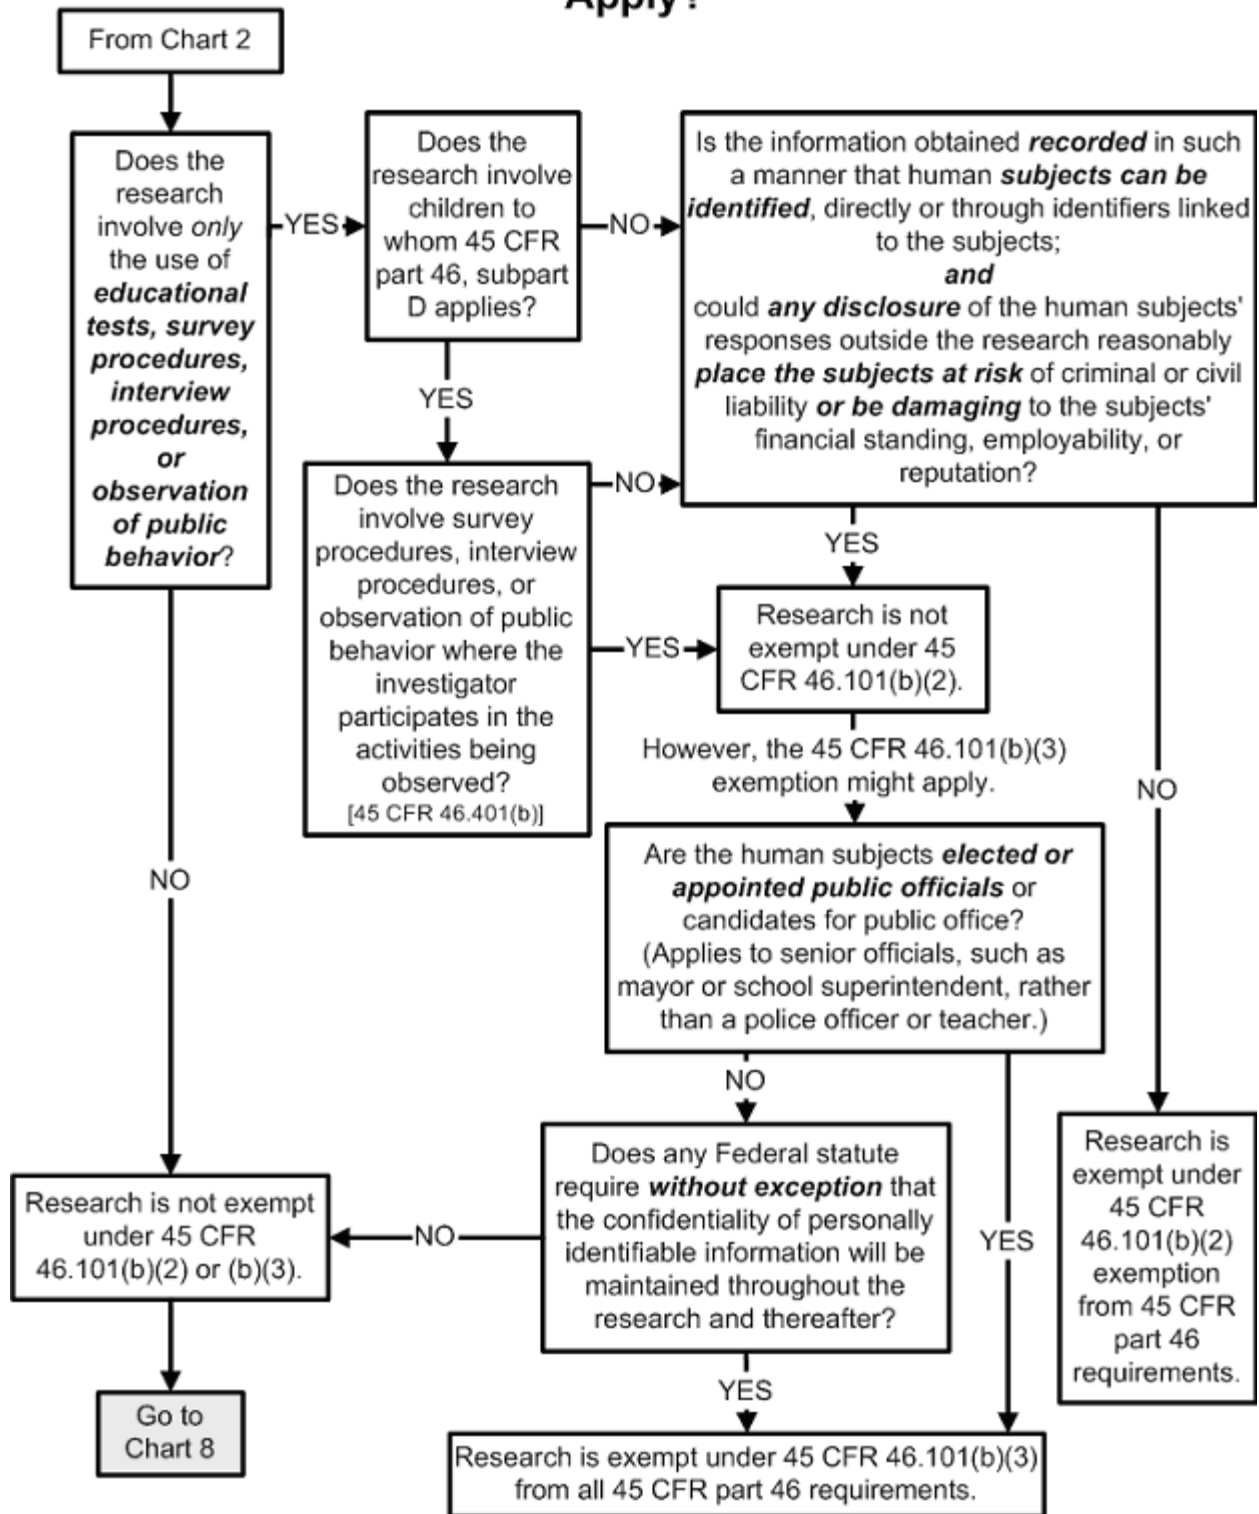 Apply?
From Chart 2
Does the
research
involve only
the use of
educational
tests, survey
procedures,
interview
procedures,
or
observation
of public
behavior?
YES
Does the
research involve
children to
whom 45 CFR
part 46, subpart
D applies?
NO
Is the information obtained recorded in such
a manner that human subjects can be
identified, directly or through identifiers linked
to the subjects;
and
could any disclosure of the human subjects'
responses outside the research reasonably
place the subjects at risk of criminal or civil
liability or be damaging to the subjects'
financial standing, employability, or
reputation?
YES
Does the research
involve survey
procedures, interview
procedures, or
observation of public
behavior where the
investigator
participates in the
activities being
observed?
[45 CFR 46.401(b)]
NO
YES
YES
Research is not
exempt under 45
CFR 46.101(b)(2).
However, the 45 CFR 46.101(b)(3)
exemption might apply.
NO
NO
Are the human subjects elected or
appointed public officials or
candidates for public office?
(Applies to senior officials, such as
mayor or school superintendent, rather
than a police officer or teacher.)
NO
YES
Does any Federal statute
require without exception that
the confidentiality of personally
identifiable information will be
maintained throughout the
research and thereafter?
NO
Research is not exempt
under 45 CFR
46.101(b)(2) or (b)(3).
Research is
exempt under
45 CFR
46.101(b)(2)
exemption
from 45 CFR
part 46
requirements.
YES
Go to
Chart 8
Research is exempt under 45 CFR 46.101(b)(3)
from all 45 CFR part 46 requirements.